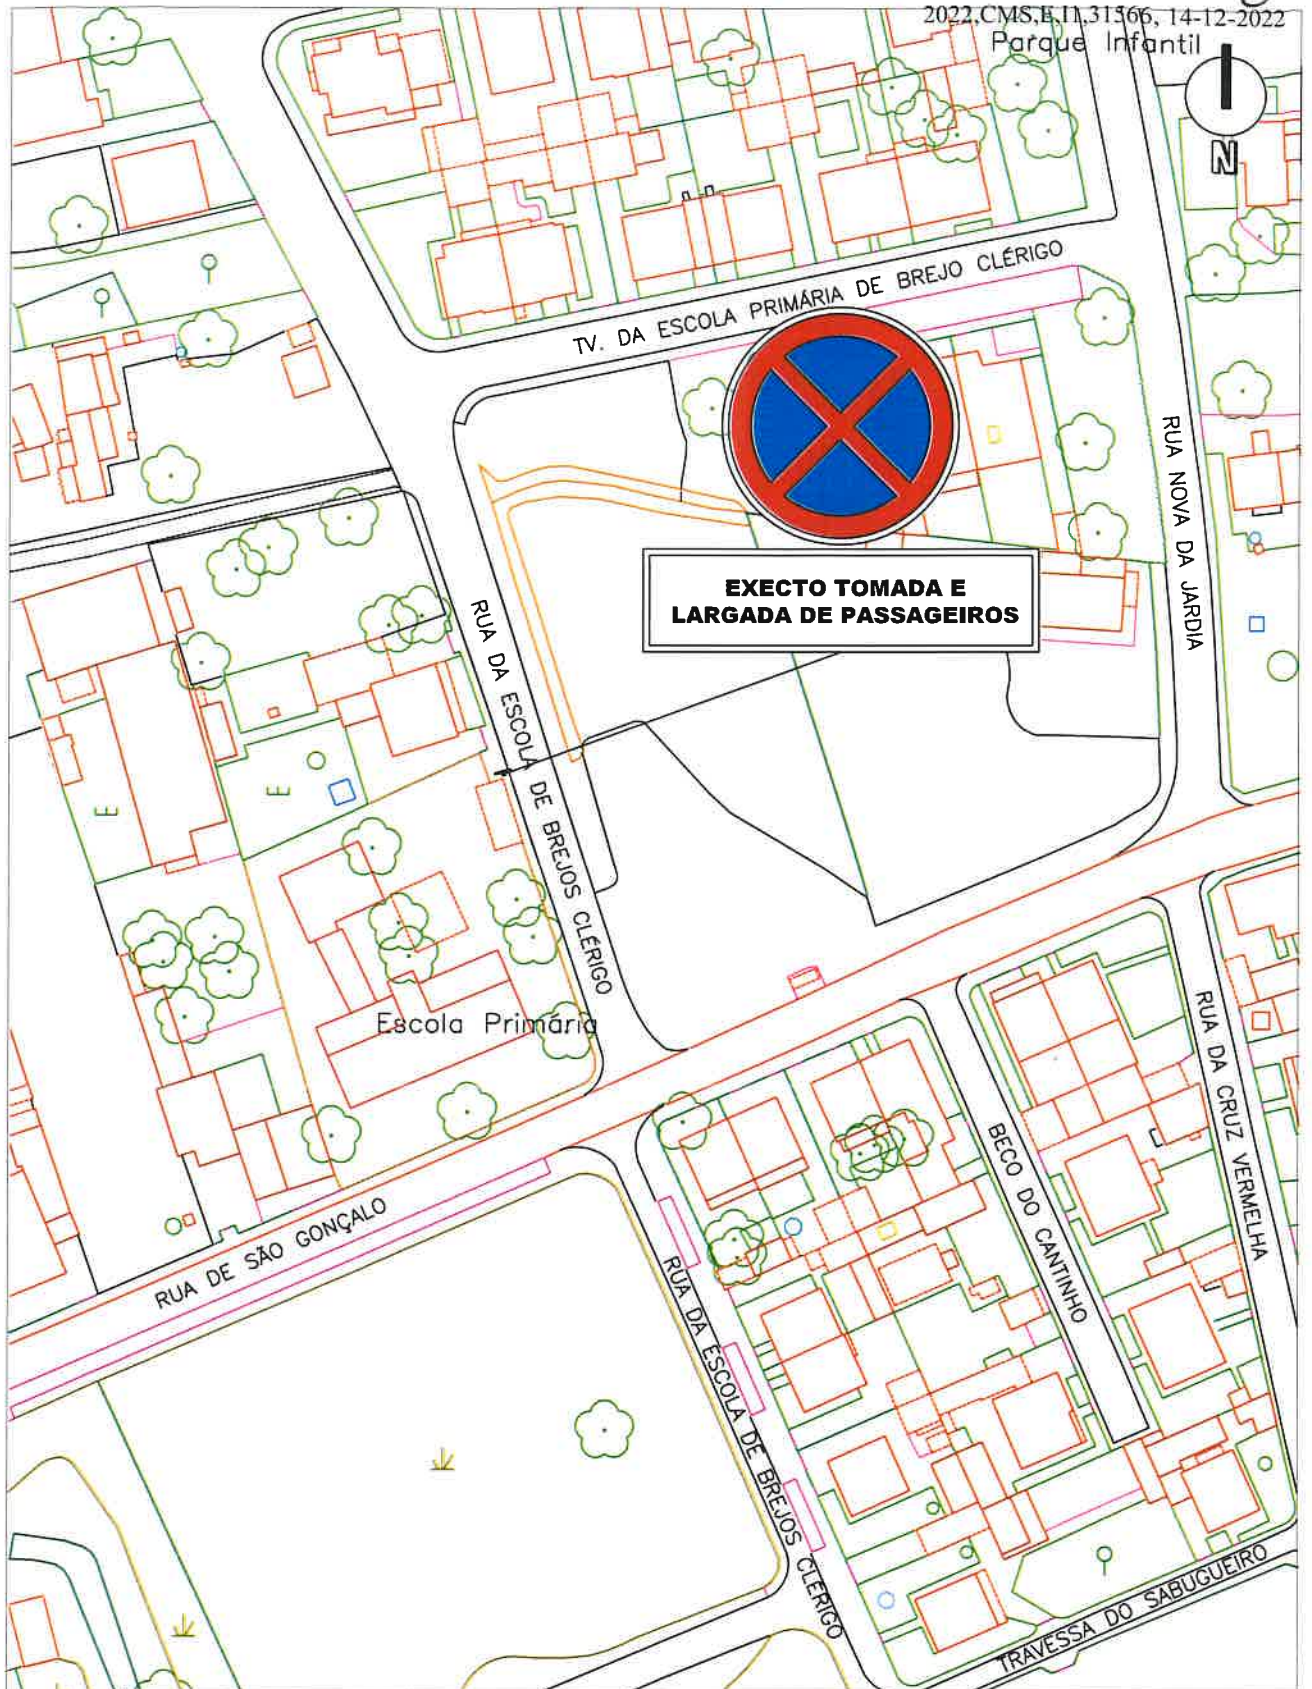 2022,CMS,E,I1,31566, 14-12-2022
Parque Infantil
N
TV. DA ESCOLA PRIMÁRIA DE BREJO CLÉRIGO
RUA NOVA DA JARDIA
EXECTO TOMADA E
LARGADA DE PASSAGEIROS
RUA DA ESCOLA DE BREJOS CLÉRIGO
E
E
Escola Primária
RUA DA CRUZ VERMELHA
BECO DO CANTINHO
RUA DE SÃO GONÇALO
RUA DA ESCOLA DE BREJOS CLÉRIGO
TRAVESSA DO SABUGUEIRO